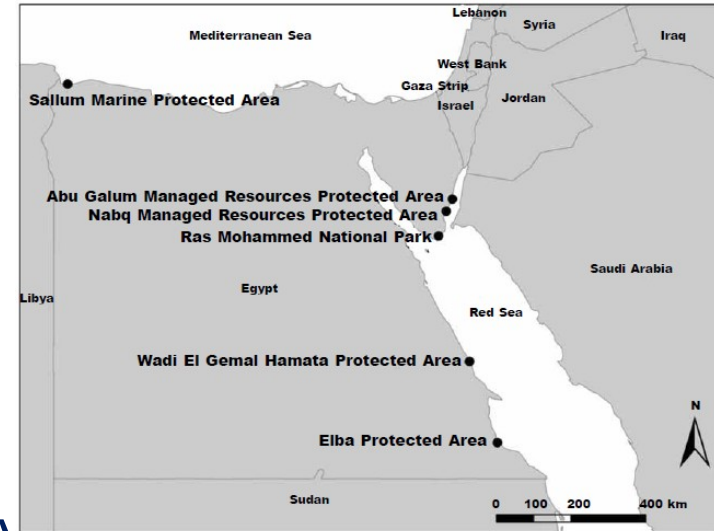 Lebanon
Syria
Mediterranean Sea
Iraq
West Bank
Gaza Strip
Jordan
Sallum Marine Protected Area
Israel
Abu Galum Managed Resources Protected Area
Nabq Managed Resources Protected Area
Ras Mohammed National Park
Saudi Arabia
Libya
Egypt
Red Sea
Wadi El Gemal Hamata Protected Area
N
Elba Protected Area
Sudan
0 100 200 400 km